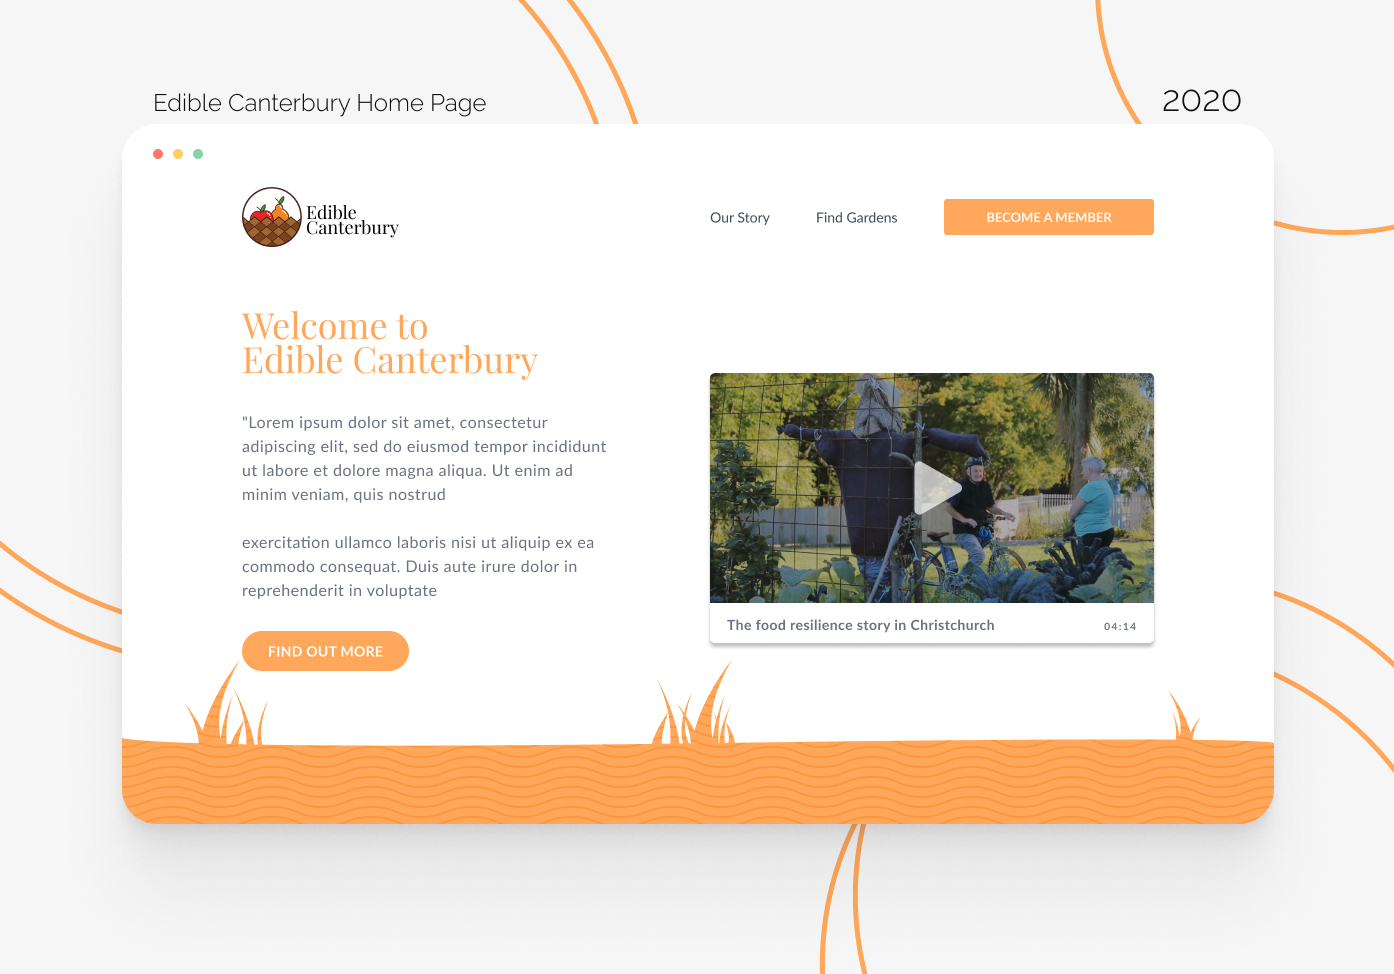 Edible Canterbury Home Page
2020
Edible
Canterbury
Our Story
Find Gardens
BECOME A MEMBER
Welcome to
Edible Canterbury
"Lorem ipsum dolor sit amet, consectetur
adipiscing elit, sed do eiusmod tempor incididunt
ut labore et dolore magna aliqua. Ut enim ad
minim veniam, quis nostrud
exercitation ullamco laboris nisi ut aliquip ex ea
commodo consequat. Duis aute irure dolor in
reprehenderit in voluptate
FIND OUT MORE
The food resilience story in Christchurch
04:14